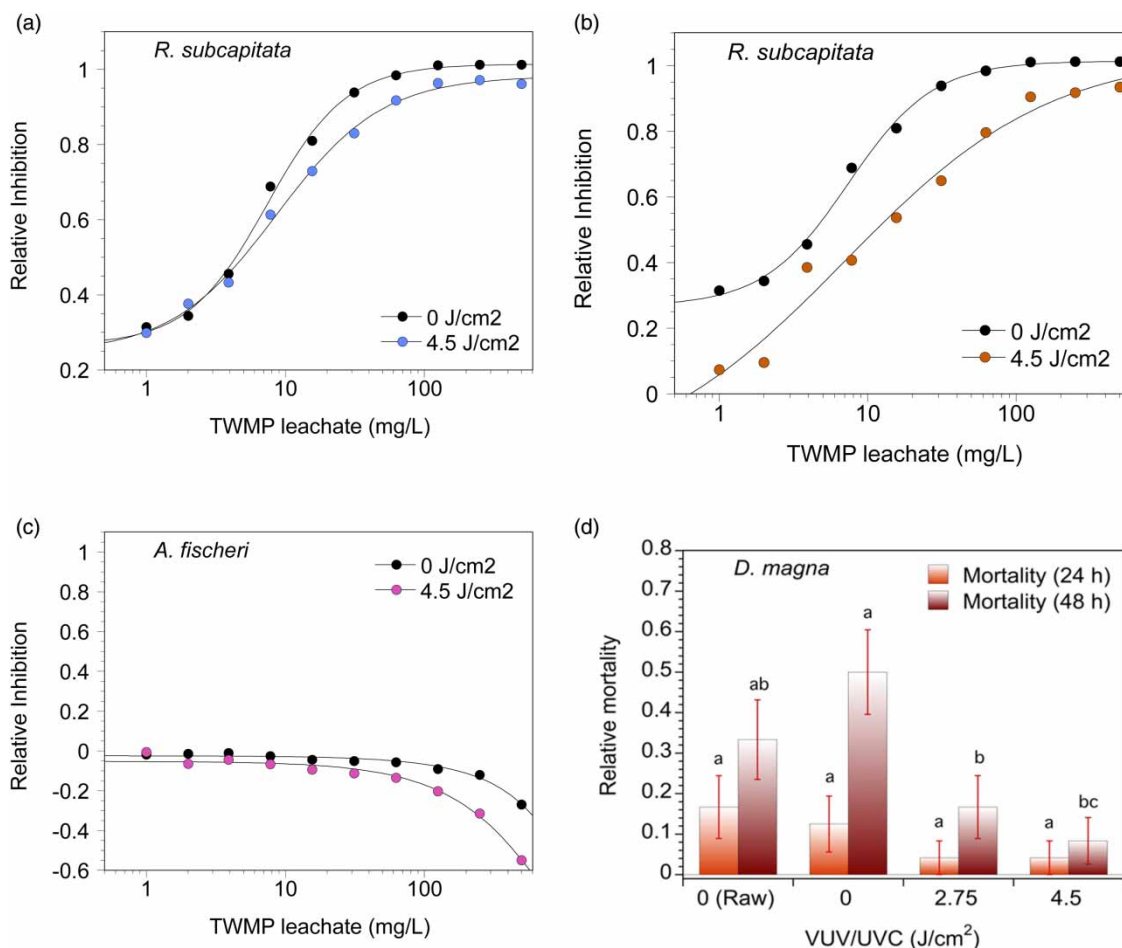 (a)
R. subcapitata
1.1
1
0.8
0.6
0.4
0.2
Relative Inhibition
0 J/cm2
4.5 J/cm2
1
10
100
TWMP leachate (mg/L)
(b)
R. subcapitata
1.1
1
0.8
0.6
0.4
0.2
0
Relative Inhibition
0 J/cm2
4.5 J/cm2
1
10
100
TWMP leachate (mg/L)
(c)
A. fischeri
1
0.8
0.6
0.4
0.2
0
-0.2
-0.4
-0.6
Relative Inhibition
0 J/cm2
4.5 J/cm2
1
10
100
TWMP leachate (mg/L)
(d)
D. magna
Mortality (24 h)
Mortality (48 h)
0.8
0.7
0.6
0.5
0.3
0.2
0.1
0
Relative mortality
a
ab
a
a
a
b
a
bc
0 (Raw)
0
2.75
4.5
VUV/UVC (J/cm²)